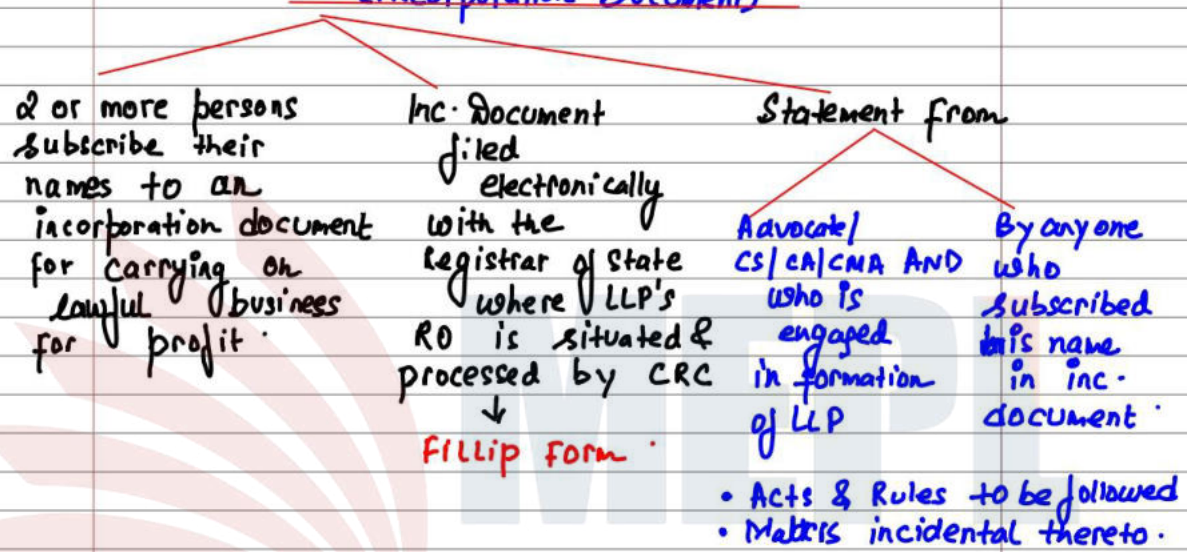 Incorporation Documents
2 or more persons
subscribe their
names to an
incorporation document
for carrying on
lawful business
for profit.
Inc. Document
filed
electronically
with the
Registrar of State
where LLP's
RO is situated &
processed by CRC
↓
FILLip Form.
Statement from
Advocate/
CS/CA/CMA AND
who is
engaged
in formation
of LLP
By anyone
who
subscribed
his name
in inc.
document.
• Acts & Rules to be followed
• Matters incidental thereto.
MEPL